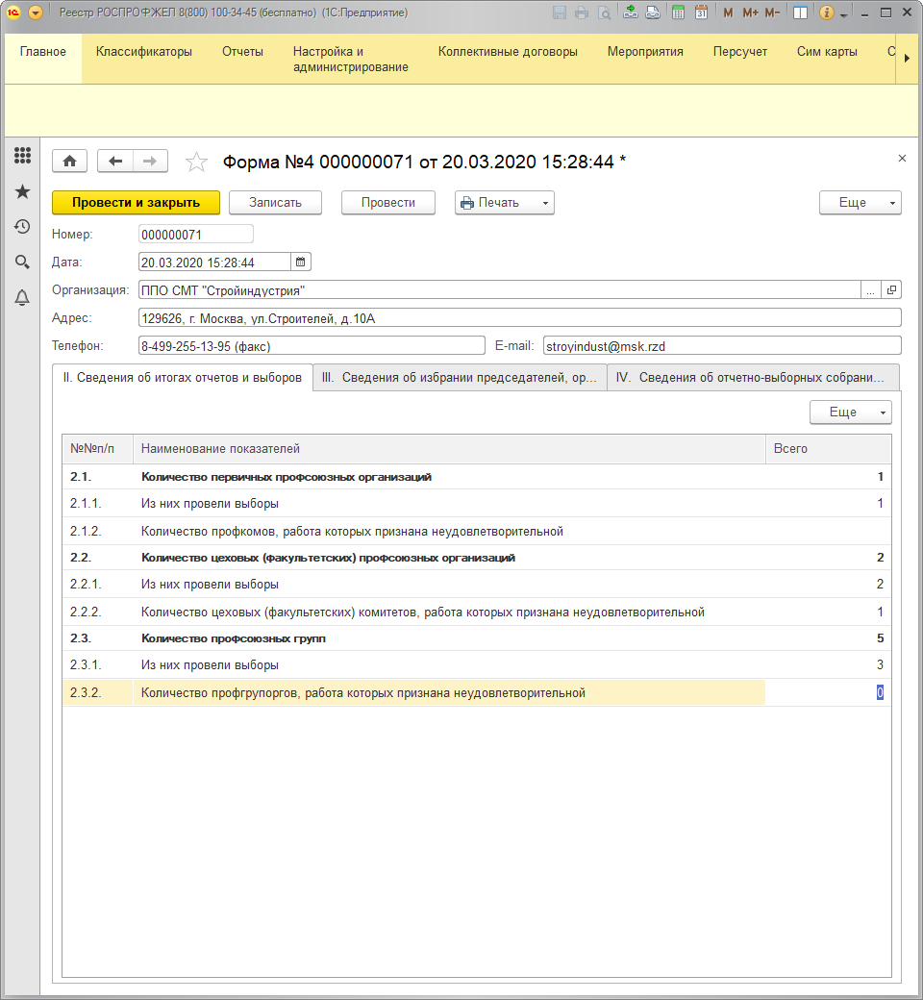 Реестр РОСПРОФЖЕЛ 8(800) 100-34-45 (бесплатно) (1С:Предприятие)
31 M M+ M-
Главное Классификаторы Отчеты Настройка и администрирование Коллективные договоры Мероприятия Персучет Сим карты С
Форма №4 000000071 от 20.03.2020 15:28:44 *
Провести и закрыть Записать Провести Печать Еще
Номер: 000000071
Дата: 20.03.2020 15:28:44
Организация: ППО СМТ "Стройиндустрия" ...
Адрес: 129626, г. Москва, ул.Строителей, д.10А
Телефон: 8-499-255-13-95 (факс) E-mail: stroyindust@msk.rzd
II. Сведения об итогах отчетов и выборов III. Сведения об избрании председателей, ор... IV. Сведения об отчетно-выборных собрани...
Еще
№№п/п Наименование показателей Всего
2.1. Количество первичных профсоюзных организаций 1
2.1.1. Из них провели выборы 1
2.1.2. Количество профкомов, работа которых признана неудовлетворительной
2.2. Количество цеховых (факультетских) профсоюзных организаций 2
2.2.1. Из них провели выборы 2
2.2.2. Количество цеховых (факультетских) комитетов, работа которых признана неудовлетворительной 1
2.3. Количество профсоюзных групп 5
2.3.1. Из них провели выборы 3
2.3.2. Количество профгрупоргов, работа которых признана неудовлетворительной 0